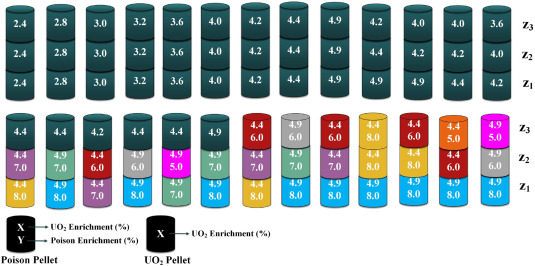 2.4 2.8 3.0 3.2 3.6 4.0 4.2 4.4 4.9 4.2 4.0 4.0 3.6 Z3
2.4 2.8 3.0 3.2 3.6 4.0 4.2 4.4 4.9 4.4 4.2 4.2 4.0 Z2
2.4 2.8 3.0 3.2 3.6 4.0 4.2 4.4 4.9 4.9 4.9 4.4 4.2 Z1
4.4 4.4 4.2 4.4 4.4 4.9 4.4 4.9 4.4 4.4 4.4 4.4 4.9 Z3
6.0 6.0 6.0 8.0 6.0 5.0 5.0
4.4 4.9 4.4 4.9 4.9 4.9 4.4 4.9 4.4 4.4 4.4 4.4 4.9 Z2
7.0 7.0 6.0 6.0 5.0 7.0 7.0 7.0 7.0 8.0 8.0 6.0 6.0
4.4 4.9 4.4 4.9 4.9 4.9 4.4 4.9 4.9 4.9 4.9 4.9 4.9 Z1
8.0 8.0 7.0 8.0 7.0 8.0 8.0 8.0 8.0 8.0 8.0 8.0 8.0
X UO2 Enrichment (%)
Y Poison Enrichment (%)
Poison Pellet
X UO2 Enrichment (%)
UO2 Pellet